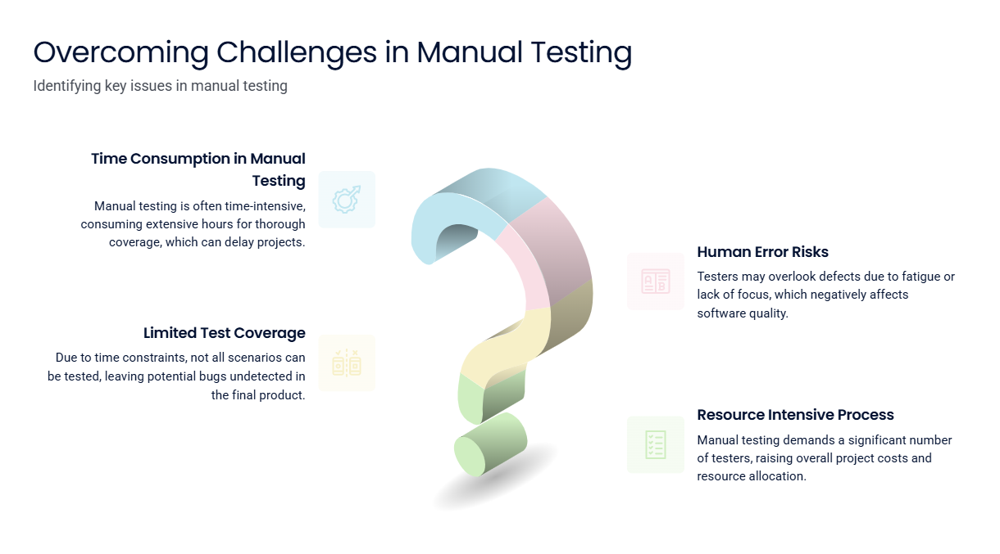 Overcoming Challenges in Manual Testing
Identifying key issues in manual testing
Time Consumption in Manual
Testing
Manual testing is often time-intensive,
consuming extensive hours for thorough
coverage, which can delay projects.
Human Error Risks
Testers may overlook defects due to fatigue or
lack of focus, which negatively affects
software quality.
Limited Test Coverage
Due to time constraints, not all scenarios can
be tested, leaving potential bugs undetected in
the final product.
Resource Intensive Process
Manual testing demands a significant number
of testers, raising overall project costs and
resource allocation.